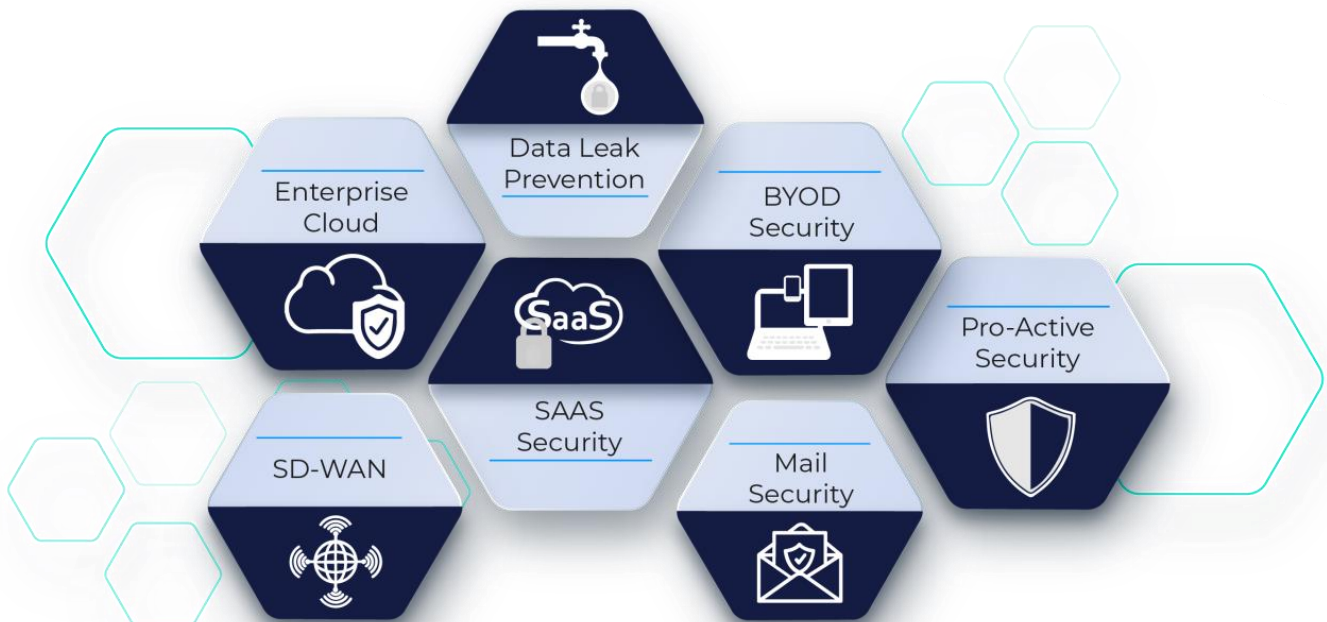 Data Leak
Prevention
Enterprise
Cloud
BYOD
Security
SaaS
SAAS
Security
Pro-Active
Security
SD-WAN
Mail
Security